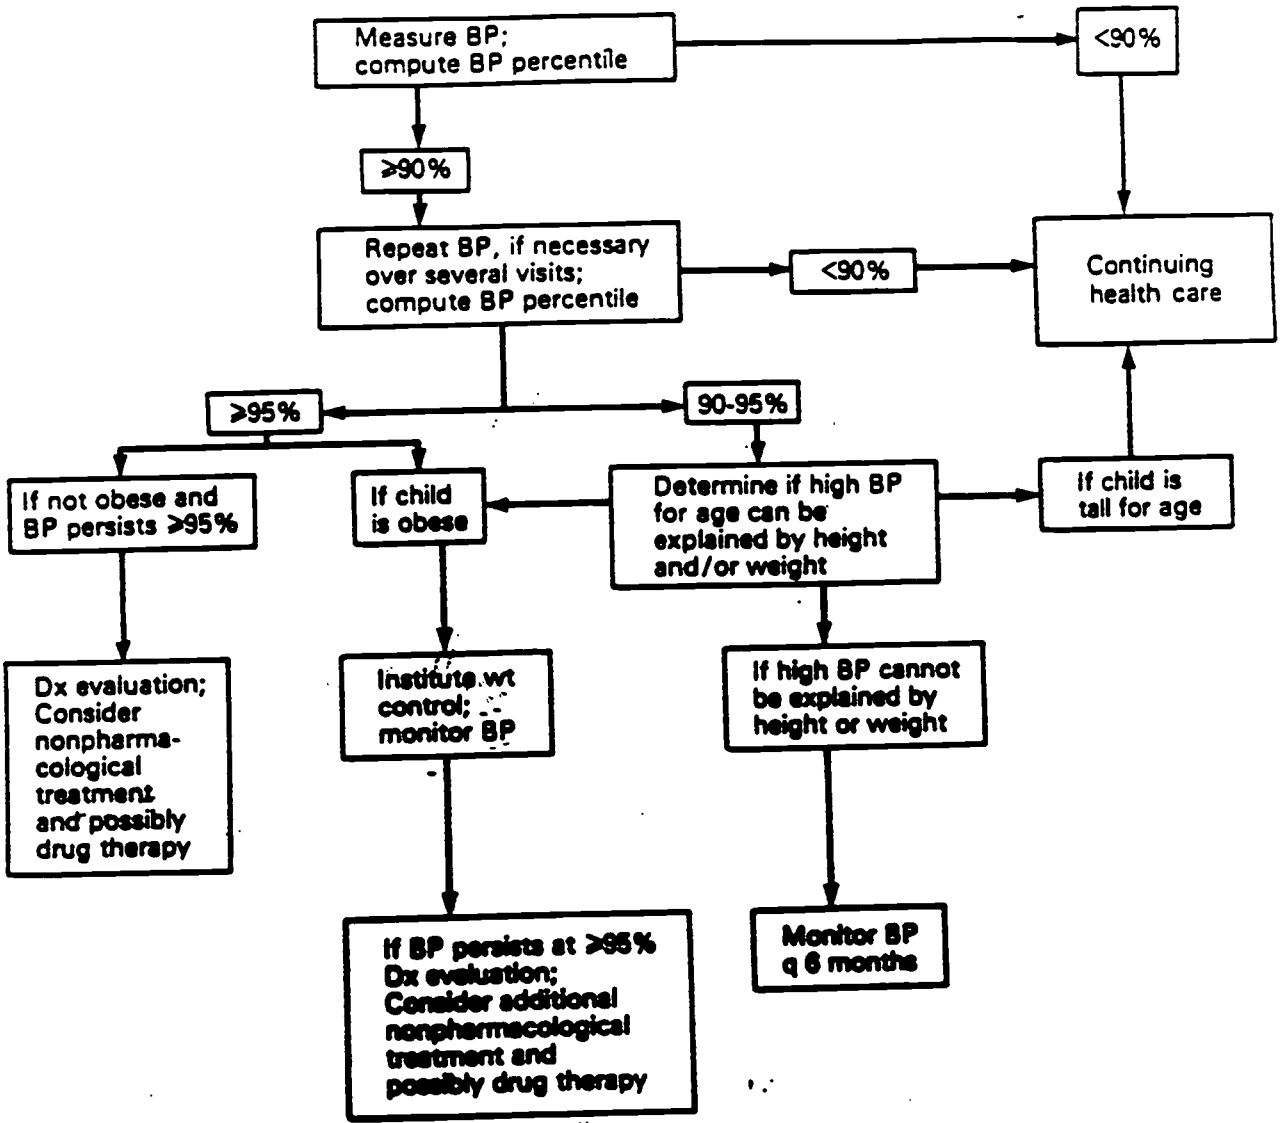 Measure BP;
compute BP percentile
<90%
≥90%
Repeat BP, if necessary
over several visits;
compute BP percentile
<90%
Continuing
health care
≥95%
90-95%
If not obese and
BP persists ≥95%
If child
is obese
Determine if high BP
for age can be
explained by height
and/or weight
If child is
tall for age
Dx evaluation;
Consider
nonpharma-
cological
treatment
and possibly
drug therapy
Institute wt
control;
monitor BP
If high BP cannot
be explained by
height or weight
If BP persists at ≥95%
Dx evaluation;
Consider additional
nonpharmacological
treatment and
possibly drug therapy
Monitor BP
q 6 months